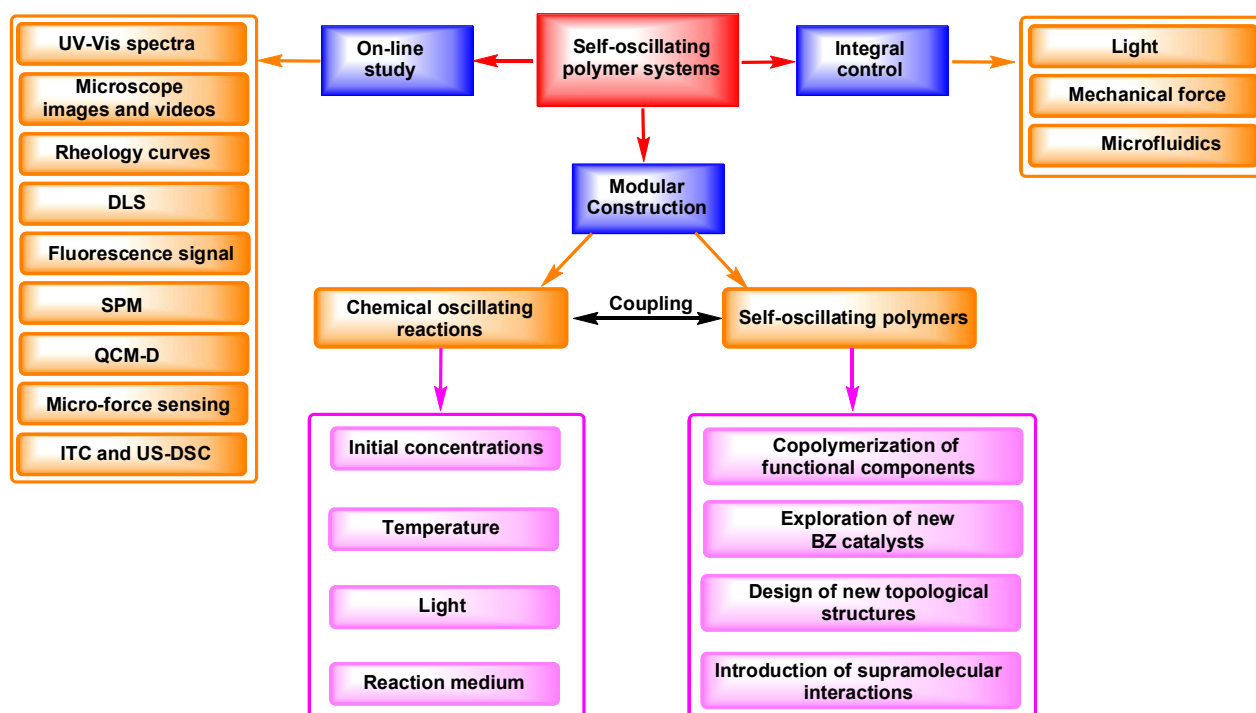 Self-oscillating
polymer systems
On-line
study
Integral
control
UV-Vis spectra
Microscope
images and videos
Rheology curves
DLS
Fluorescence signal
SPM
QCM-D
Micro-force sensing
ITC and US-DSC
Light
Mechanical force
Microfluidics
Modular
Construction
Chemical oscillating
reactions
Coupling
Self-oscillating polymers
Initial concentrations
Temperature
Light
Reaction medium
Copolymerization of
functional components
Exploration of new
BZ catalysts
Design of new topological
structures
Introduction of supramolecular
interactions